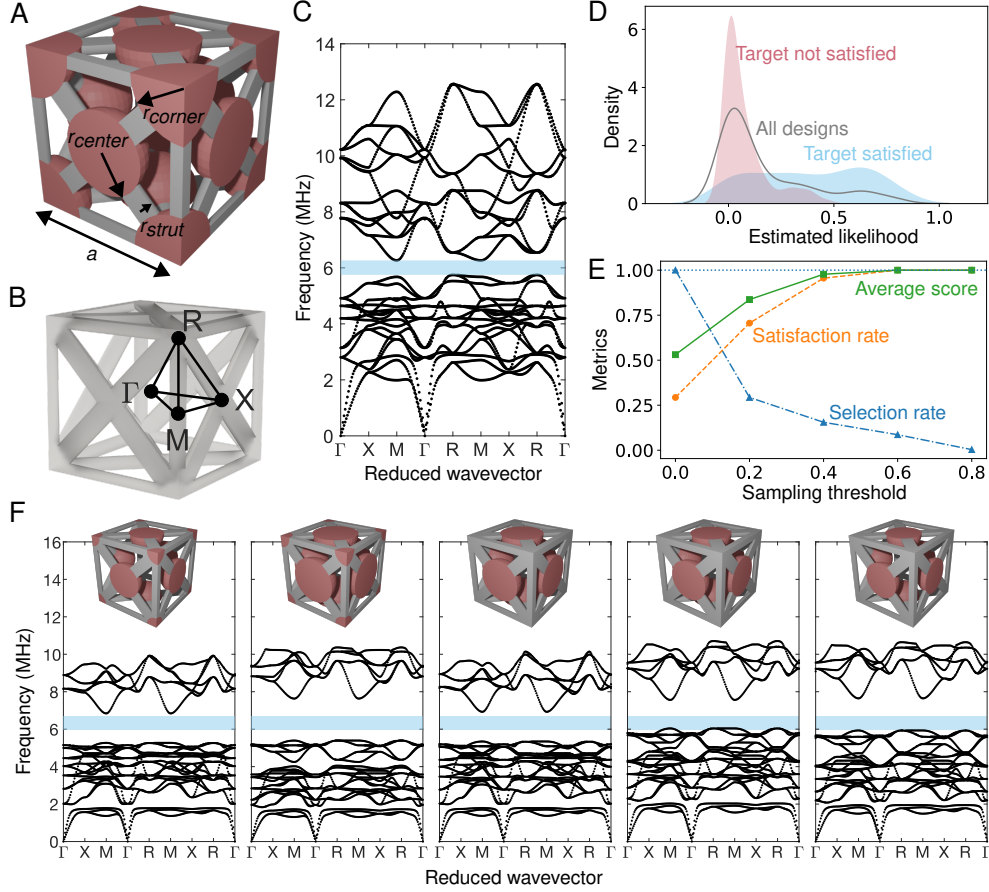 A
r_corner
r_center
r_strut
a
B
R
Γ
X
M
C
14
12
10
8
6
4
2
0
Frequency (MHz)
Γ X M Γ R M X R Γ
Reduced wavevector
D
Target not satisfied
All designs
Target satisfied
Density
6
4
2
0
0.0 0.5 1.0
Estimated likelihood
E
1.00
0.75
0.50
0.25
0.00
Metrics
Average score
Satisfaction rate
Selection rate
0.0 0.2 0.4 0.6 0.8
Sampling threshold
F
16
14
12
10
8
6
4
2
0
Frequency (MHz)
Γ X M Γ R M X R Γ
Γ X M Γ R M X R Γ
Γ X M Γ R M X R Γ
Γ X M Γ R M X R Γ
Γ X M Γ R M X R Γ
Reduced wavevector